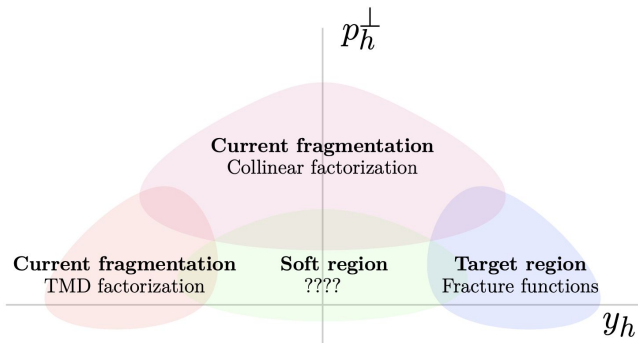 p_h^⊥
Current fragmentation
Collinear factorization
Current fragmentation
TMD factorization
Soft region
????
Target region
Fracture functions
y_h